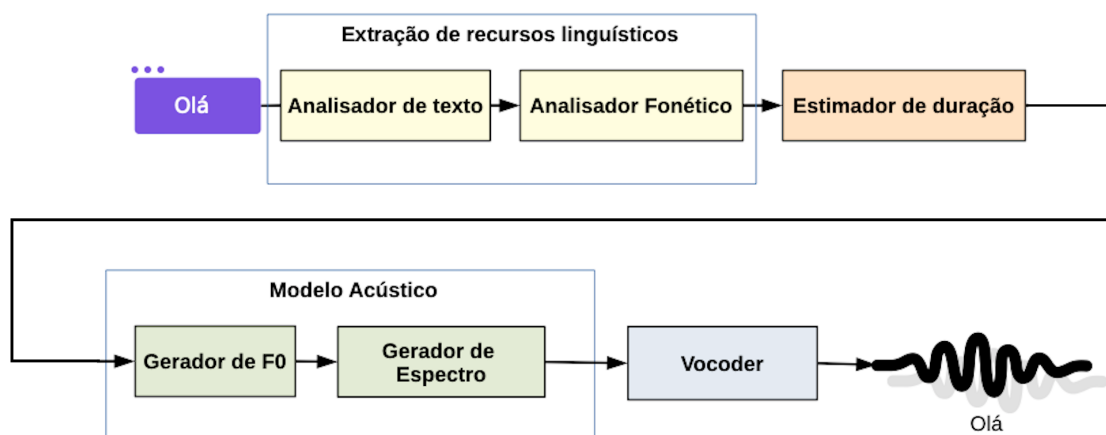 Extração de recursos linguísticos
Olá
Analisador de texto
Analisador Fonético
Estimador de duração
Modelo Acústico
Gerador de F0
Gerador de
Espectro
Vocoder
Olá